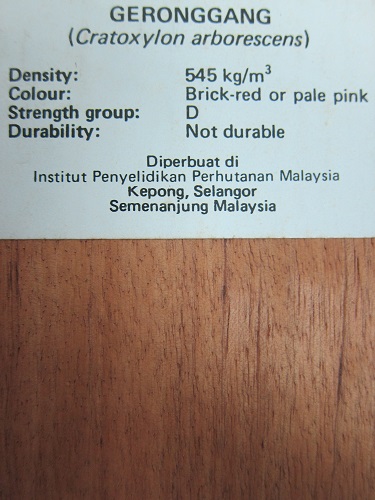 GERONGGANG
(Cratoxylon arborescens)
Density: 545 kg/m³
Colour: Brick-red or pale pink
Strength group: D
Durability: Not durable
Diperbuat di
Institut Penyelidikan Perhutanan Malaysia
Kepong, Selangor
Semenanjung Malaysia